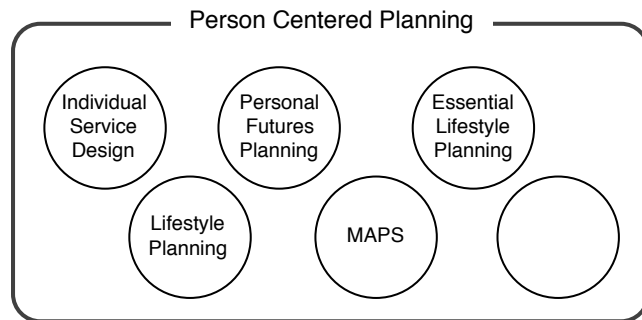 Person Centered Planning
Individual
Service
Design
Personal
Futures
Planning
Essential
Lifestyle
Planning
Lifestyle
Planning
MAPS